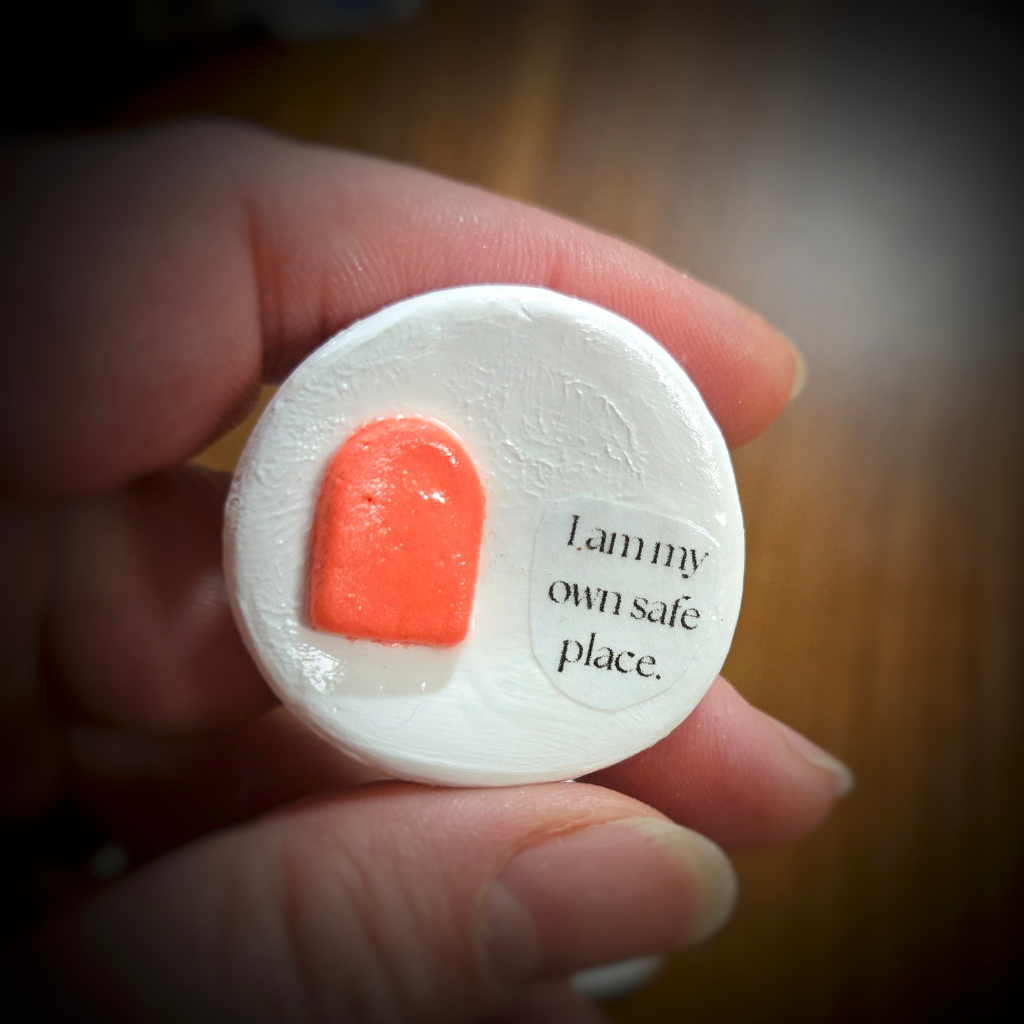 I am my
own safe
place.